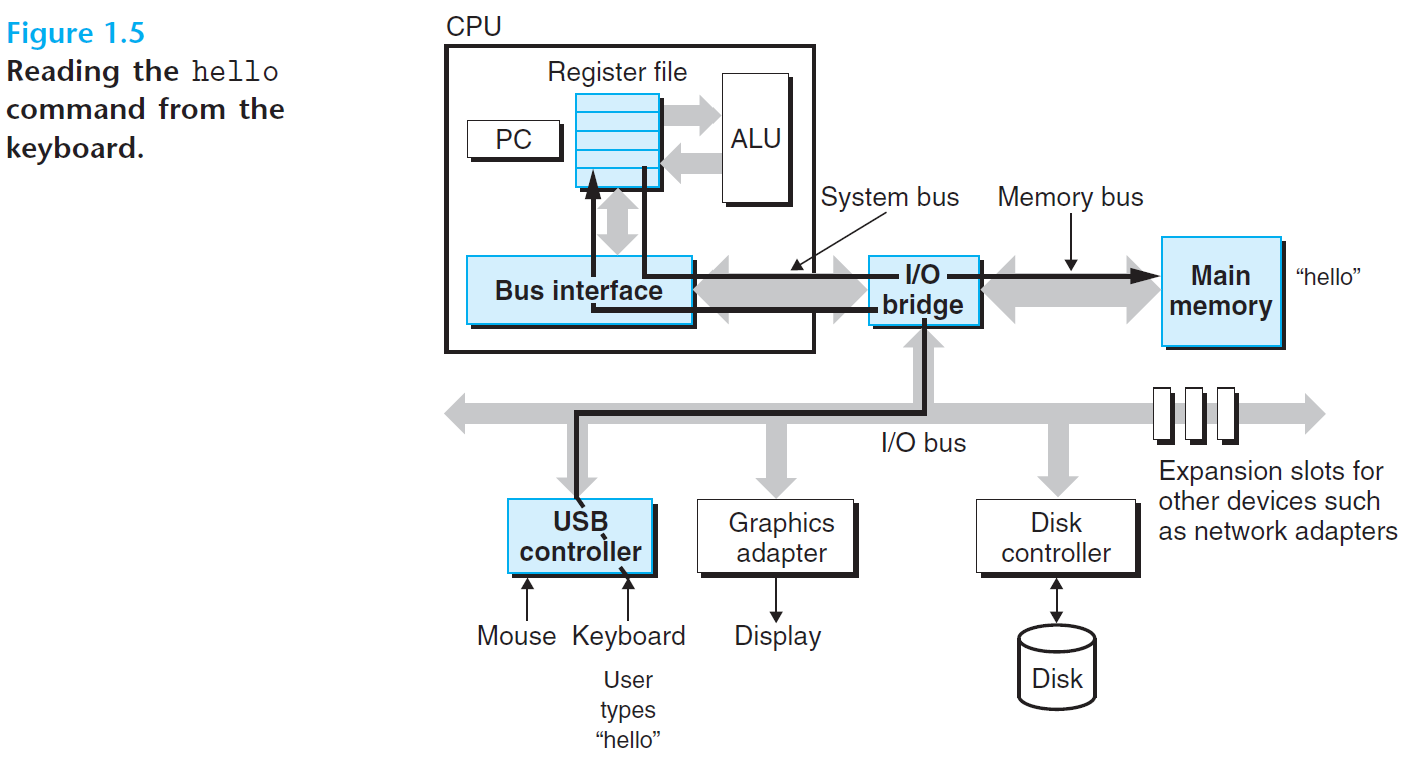 Figure 1.5
Reading the hello
command from the
keyboard.
CPU
Register file
PC
ALU
System bus
Memory bus
Bus interface
I/O
bridge
Main
memory
“hello”
I/O bus
Expansion slots for
other devices such
as network adapters
USB
controller
Graphics
adapter
Disk
controller
Mouse
Keyboard
Display
Disk
User
types
“hello”